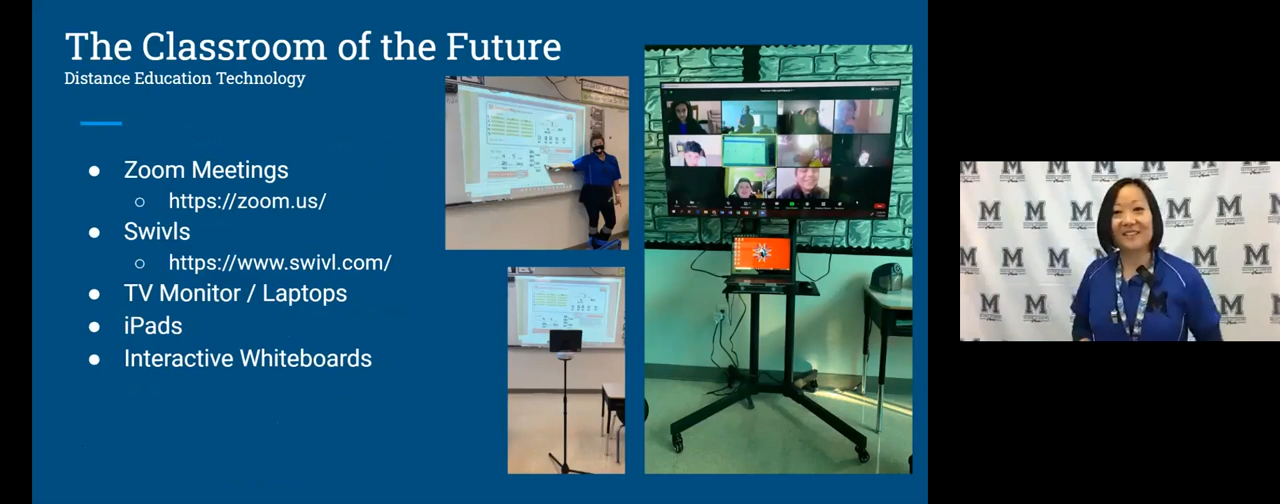 The Classroom of the Future
Distance Education Technology
● Zoom Meetings
○ https://zoom.us/
● Swivls
○ https://www.swivl.com/
● TV Monitor / Laptops
● iPads
● Interactive Whiteboards
M M M M
M M M
M M M M
M